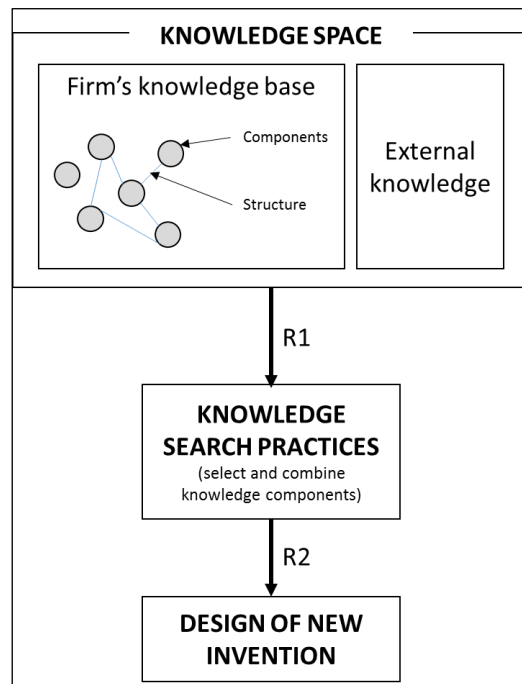 KNOWLEDGE SPACE
Firm’s knowledge base
Components
Structure
External
knowledge
R1
KNOWLEDGE
SEARCH PRACTICES
(select and combine
knowledge components)
R2
DESIGN OF NEW
INVENTION